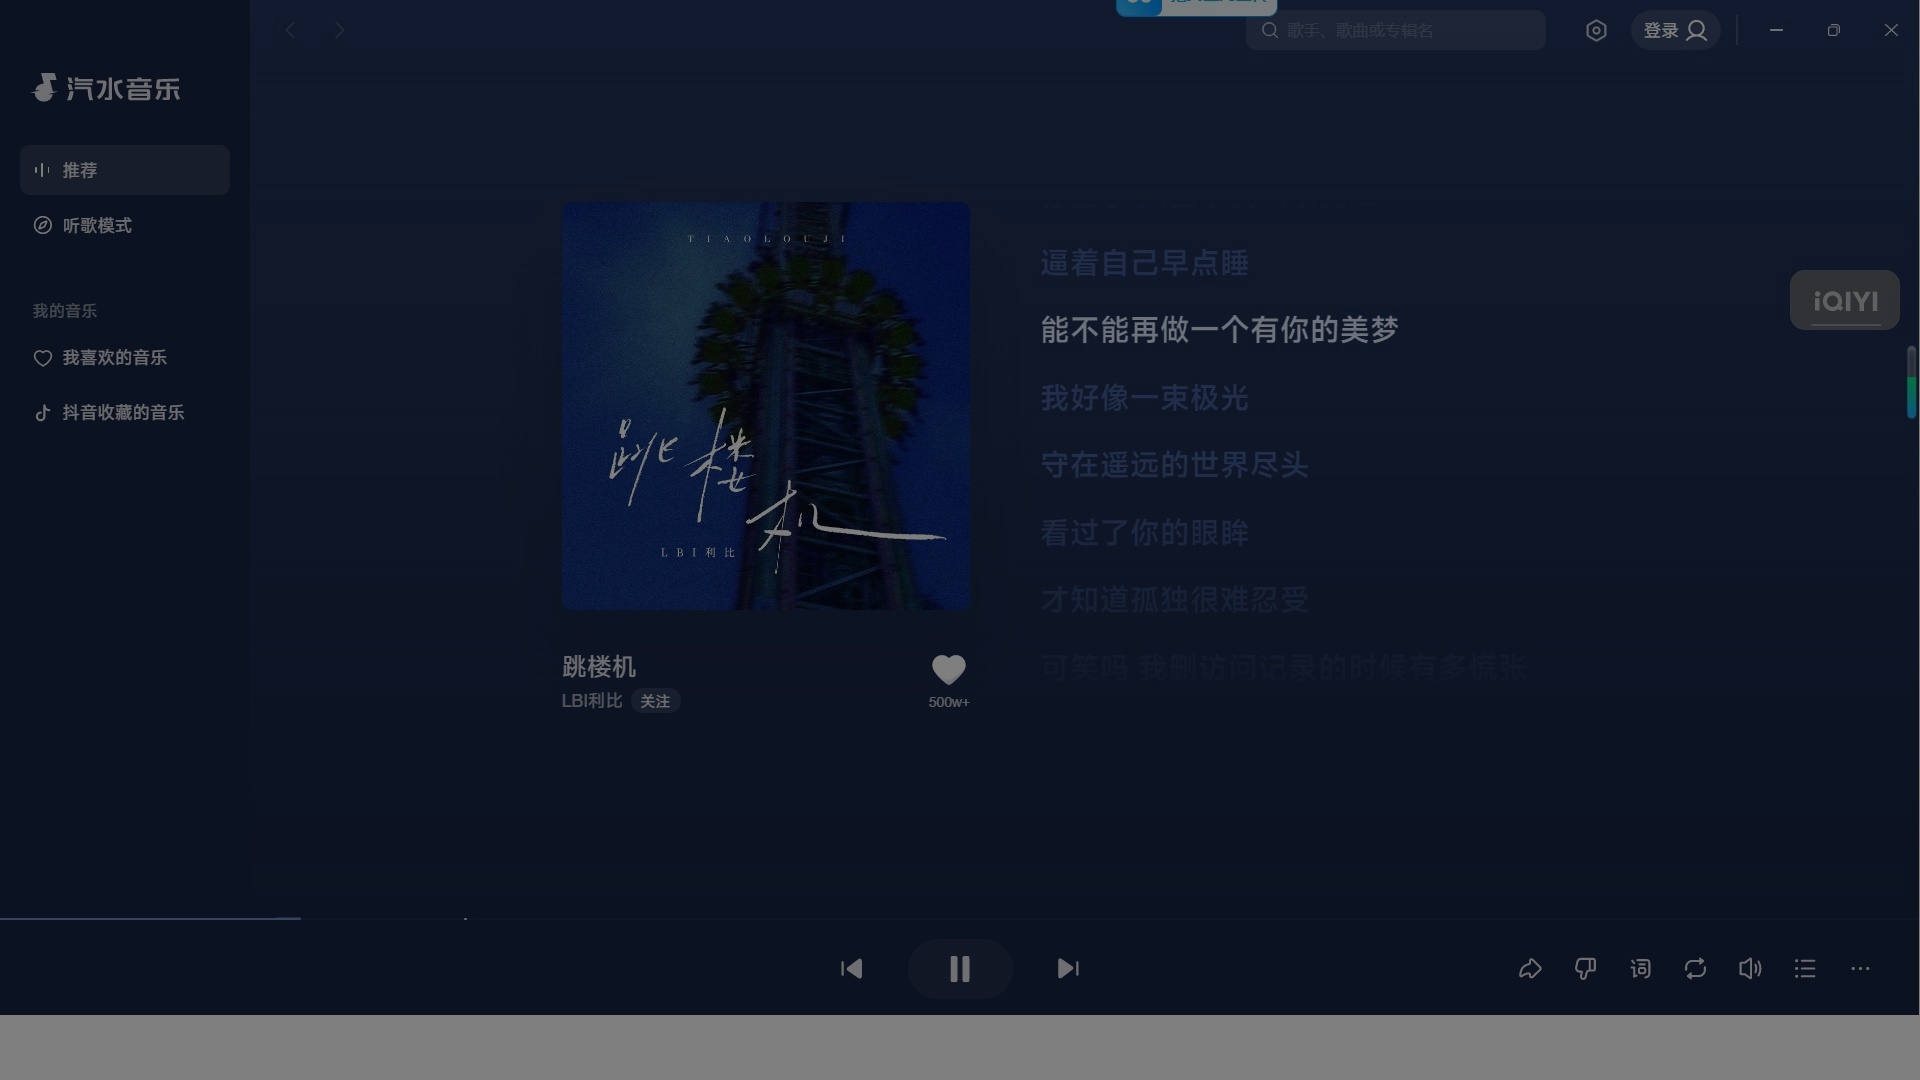 歌手、歌曲或专辑名
登录
汽水音乐
推荐
听歌模式
我的音乐
我喜欢的音乐
抖音收藏的音乐
TIAOLOUJI
跳楼机
LBI利比
跳楼机
LBI利比
关注
500w+
逼着自己早点睡
能不能再做一个有你的美梦
我好像一束极光
守在遥远的世界尽头
看过了你的眼眸
才知道孤独很难忍受
可笑吗 我删访问记录的时候有多慌张
iQIYI
词